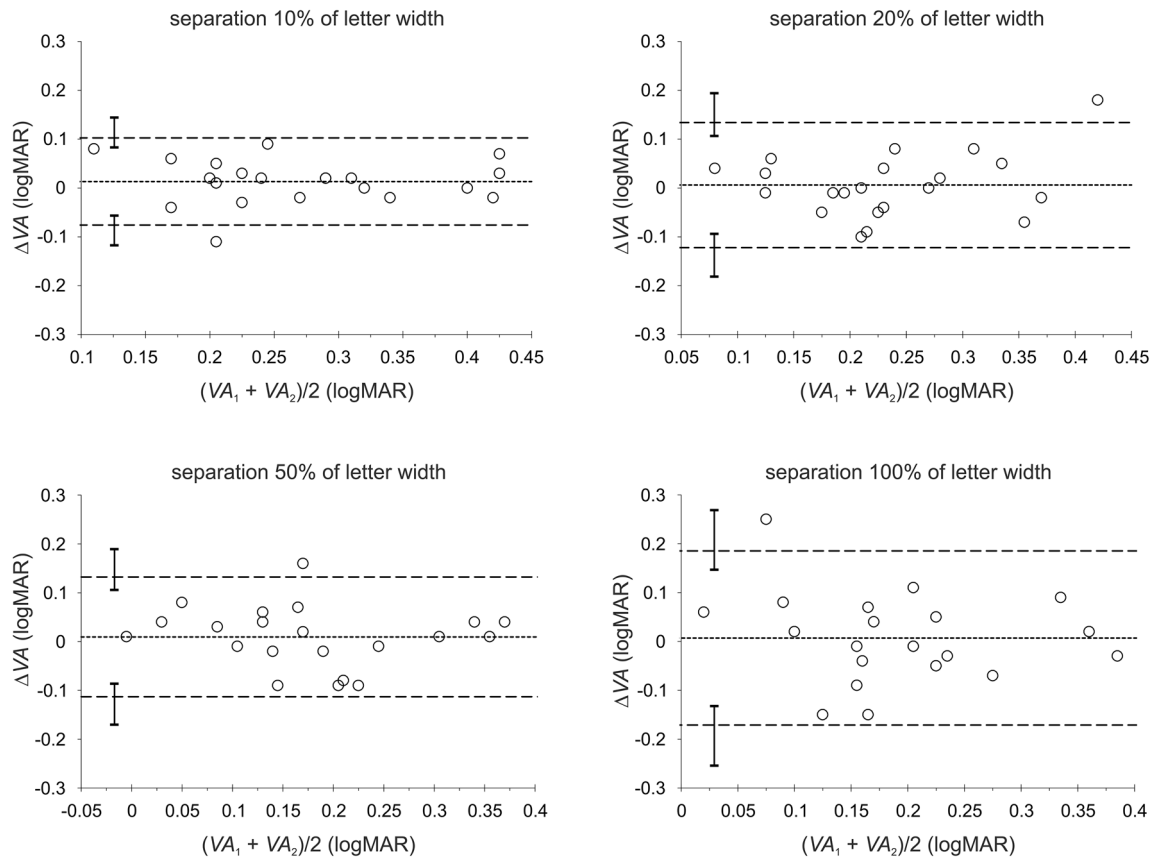 separation 10% of letter width
0.3
0.2
0.1
0
-0.1
-0.2
-0.3
ΔVA (logMAR)
0.1 0.15 0.2 0.25 0.3 0.35 0.4 0.45
(VA₁ + VA₂)/2 (logMAR)
separation 20% of letter width
0.3
0.2
0.1
0
-0.1
-0.2
-0.3
ΔVA (logMAR)
0.05 0.1 0.15 0.2 0.25 0.3 0.35 0.4 0.45
(VA₁ + VA₂)/2 (logMAR)
separation 50% of letter width
0.3
0.2
0.1
0
-0.1
-0.2
-0.3
ΔVA (logMAR)
-0.05 0 0.05 0.1 0.15 0.2 0.25 0.3 0.35 0.4
(VA₁ + VA₂)/2 (logMAR)
separation 100% of letter width
0.3
0.2
0.1
0
-0.1
-0.2
-0.3
ΔVA (logMAR)
0 0.05 0.1 0.15 0.2 0.25 0.3 0.35 0.4
(VA₁ + VA₂)/2 (logMAR)